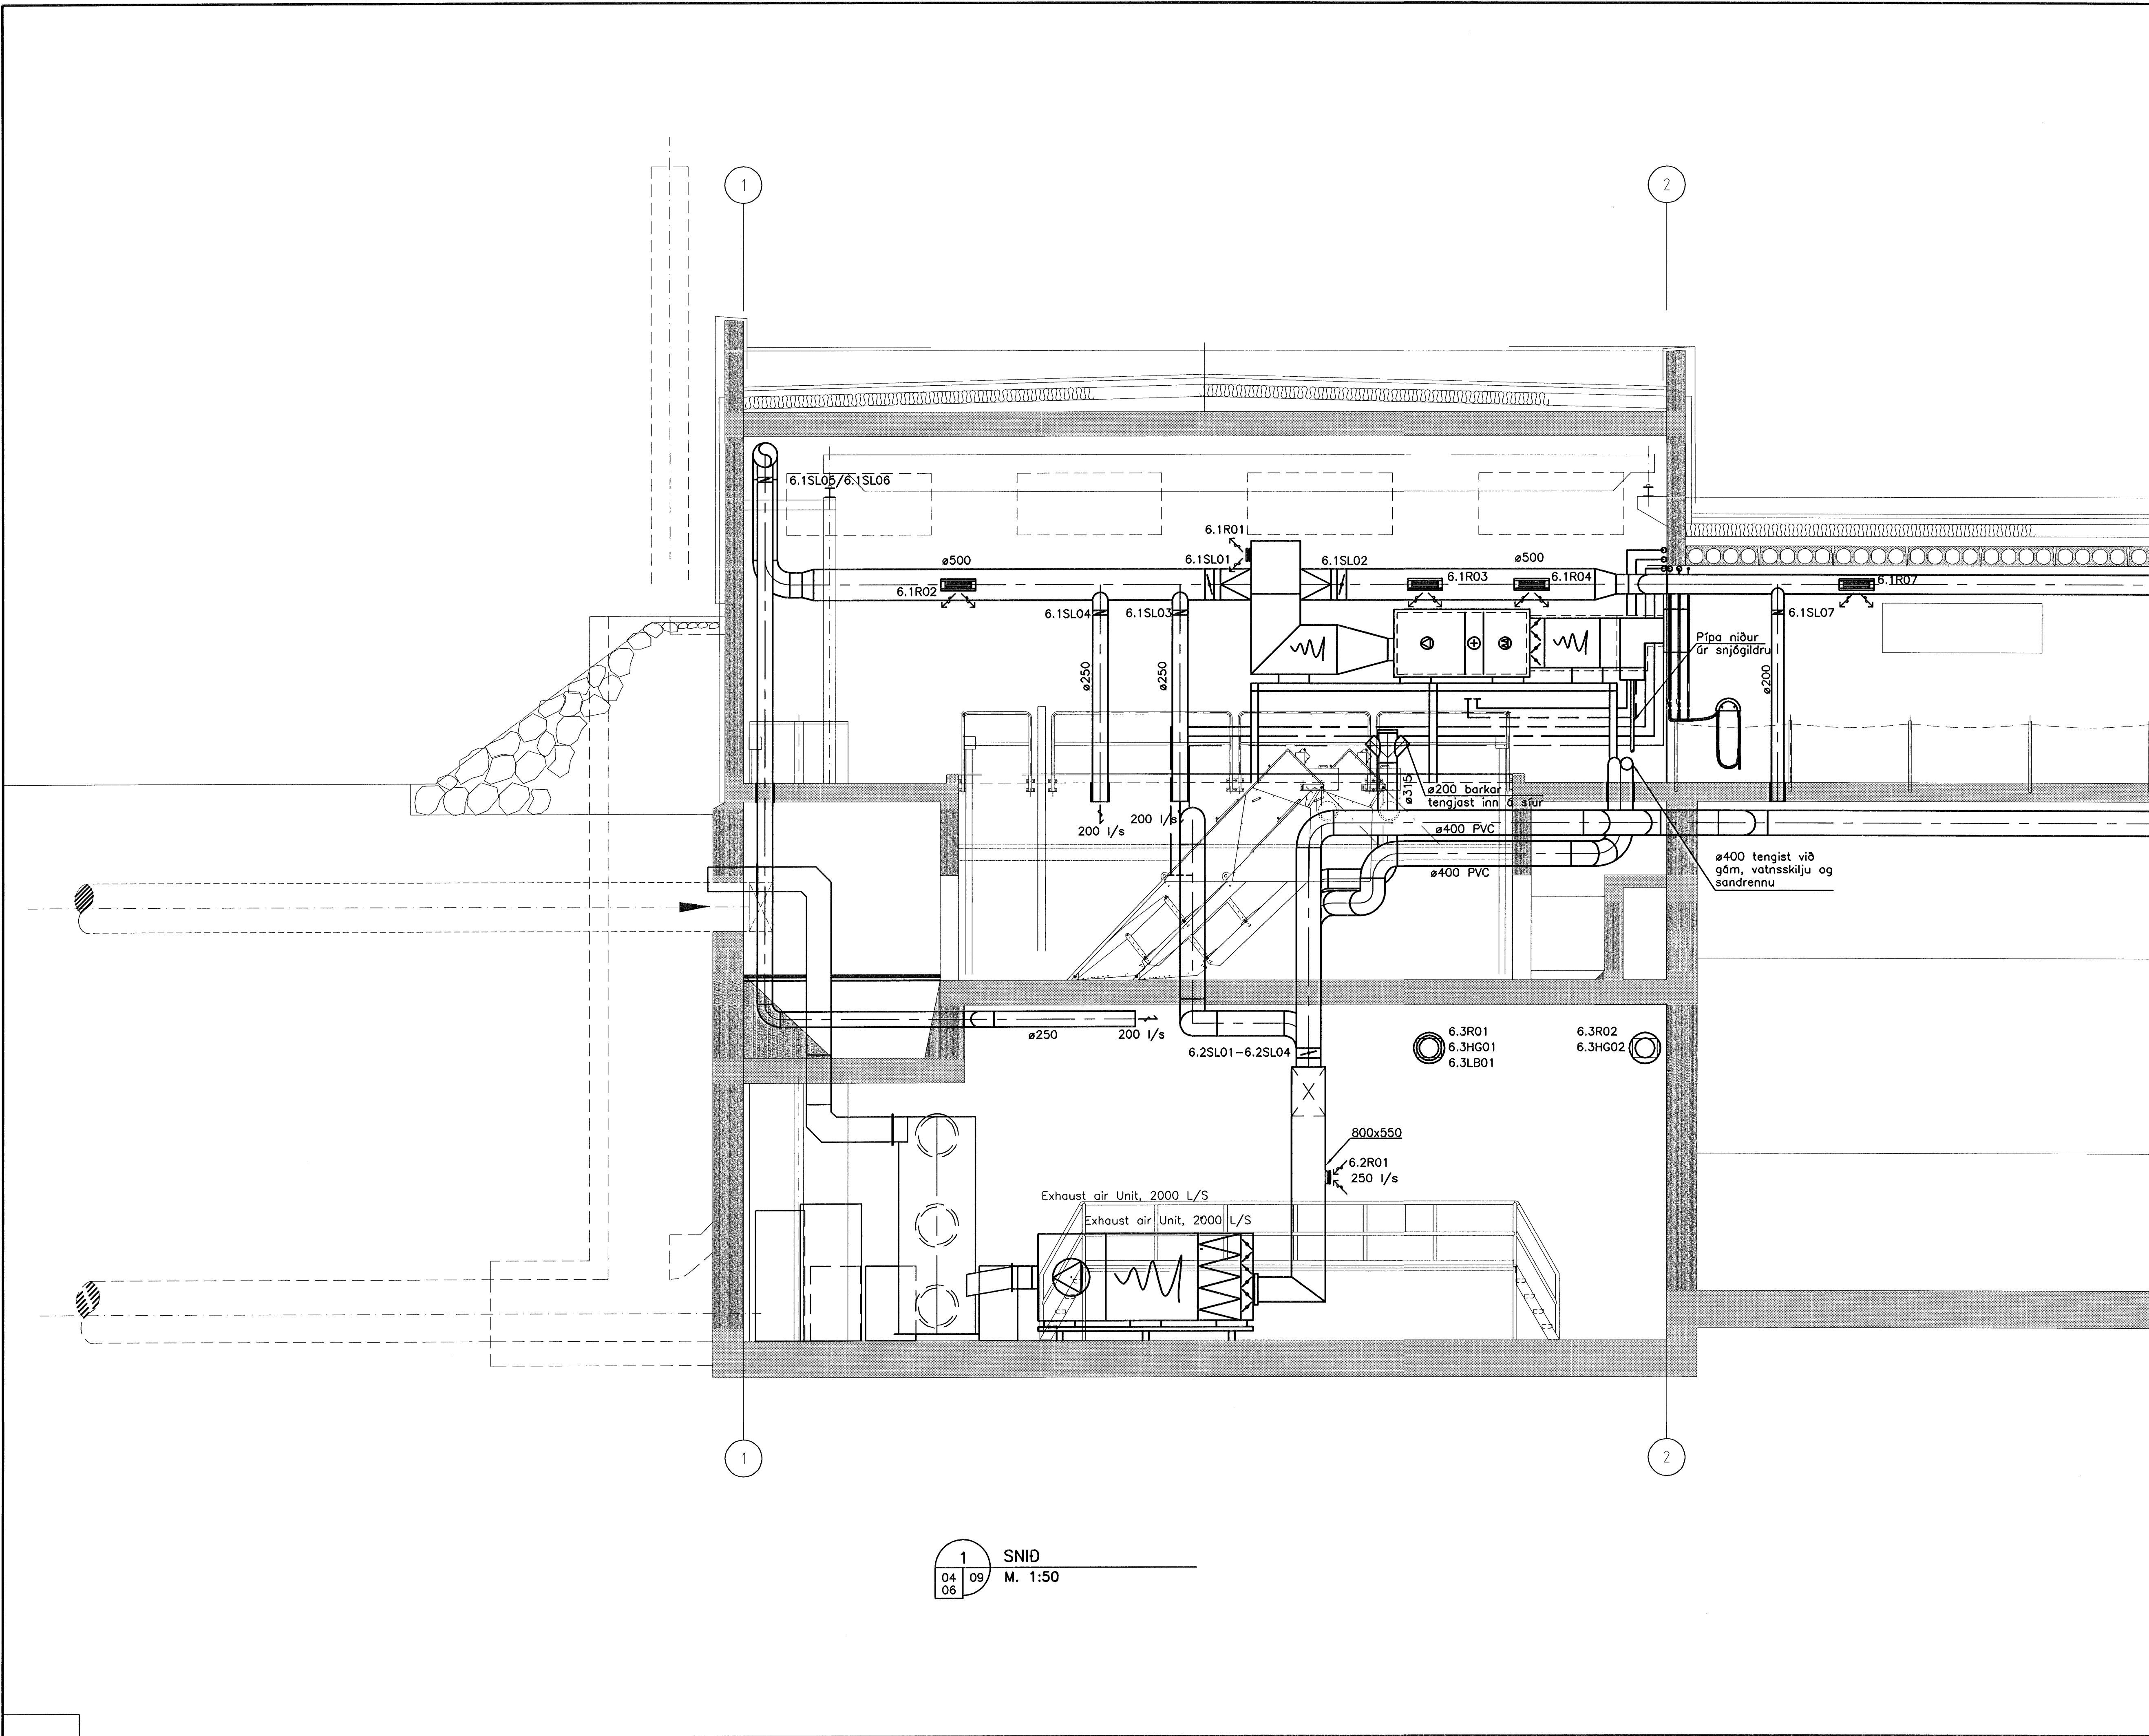 1
2
6.1SL05/6.1SL06
6.1R01
ø500
6.1SL01
6.1SL02
ø500
6.1R02
6.1R03
6.1R04
6.1R07
6.1SL04
6.1SL03
6.1SL07
Pípa niður
úr snjógildru
ø250
ø250
ø200
ø315
ø200 barkar
tengjast inn á síur
200 l/s
200 l/s
ø400 PVC
ø400 PVC
ø400 tengist við
gám, vatnsskilju og
sandrennu
ø250
200 l/s
6.2SL01-6.2SL04
6.3R01
6.3HG01
6.3LB01
6.3R02
6.3HG02
800x550
6.2R01
250 l/s
Exhaust air Unit, 2000 L/S
Exhaust air Unit, 2000 L/S
1
2
1
SNIÐ
04
09
M. 1:50
06